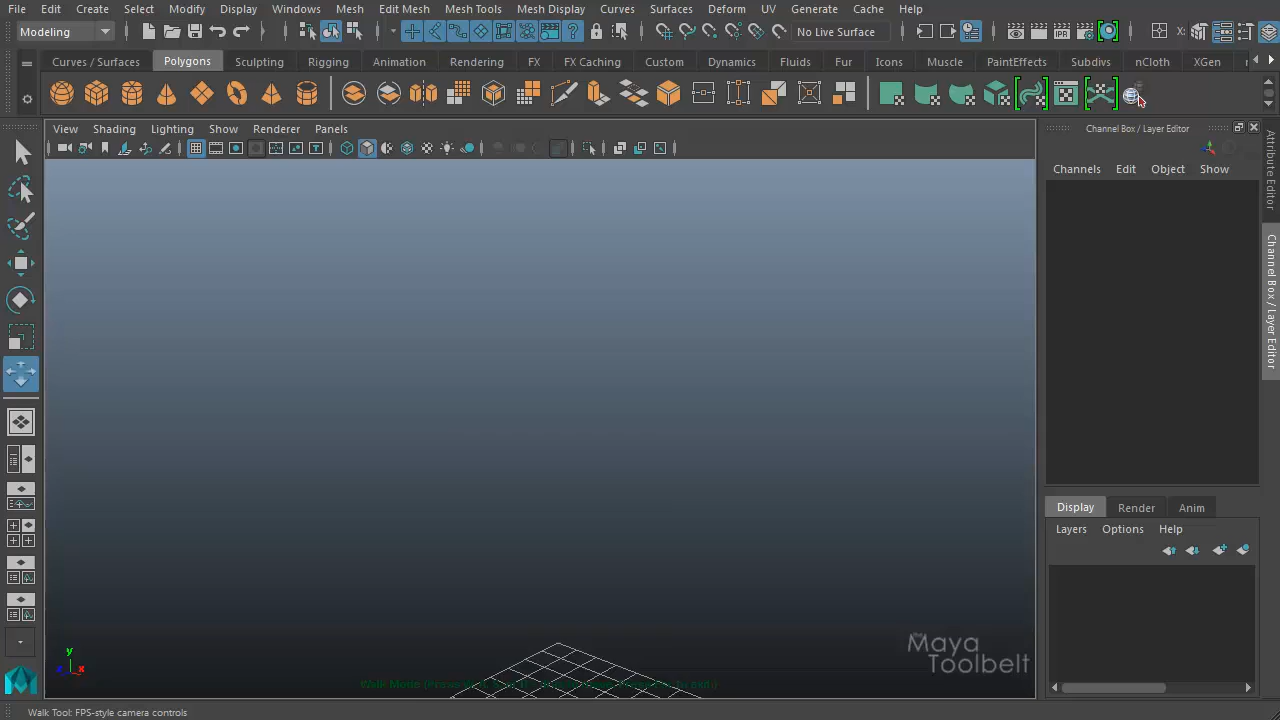 File Edit Create Select Modify Display Windows Mesh Edit Mesh Mesh Tools Mesh Display Curves Surfaces Deform UV Generate Cache Help
Modeling No Live Surface X:
Curves / Surfaces Polygons Sculpting Rigging Animation Rendering FX FX Caching Custom Dynamics Fluids Fur Icons Muscle PaintEffects Subdivs nCloth XGen
IPR
View Shading Lighting Show Renderer Panels
Channel Box / Layer Editor
Channels Edit Object Show
Attribute Editor
Channel Box / Layer Editor
Display Render Anim
Layers Options Help
y
x
the
Maya
Toolbelt
Walk Tool: FPS-style camera controls